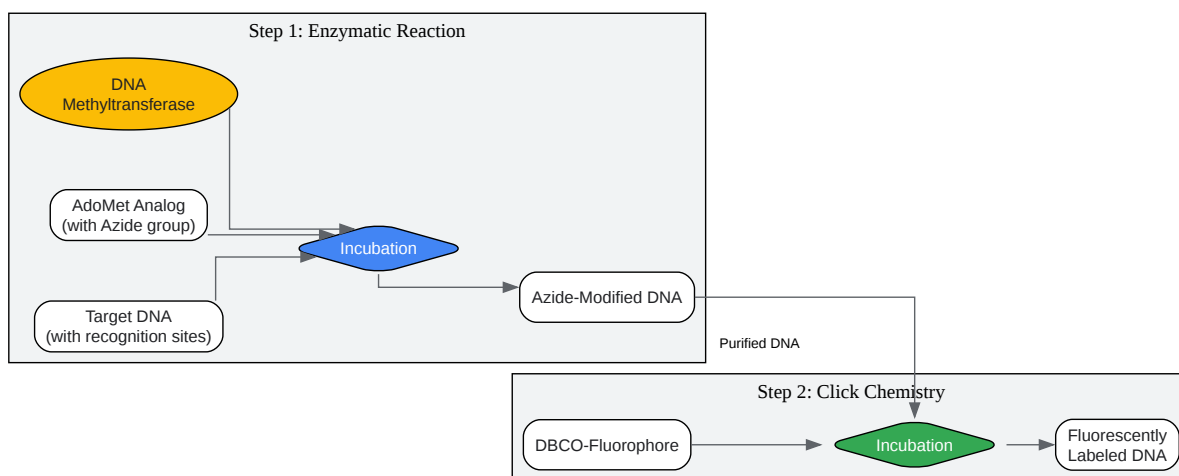 Step 1: Enzymatic Reaction
DNA
Methyltransferase
AdoMet Analog
(with Azide group)
Incubation
Azide-Modified DNA
Target DNA
(with recognition sites)
Purified DNA
Step 2: Click Chemistry
DBCO-Fluorophore
Incubation
Fluorescently
Labeled DNA